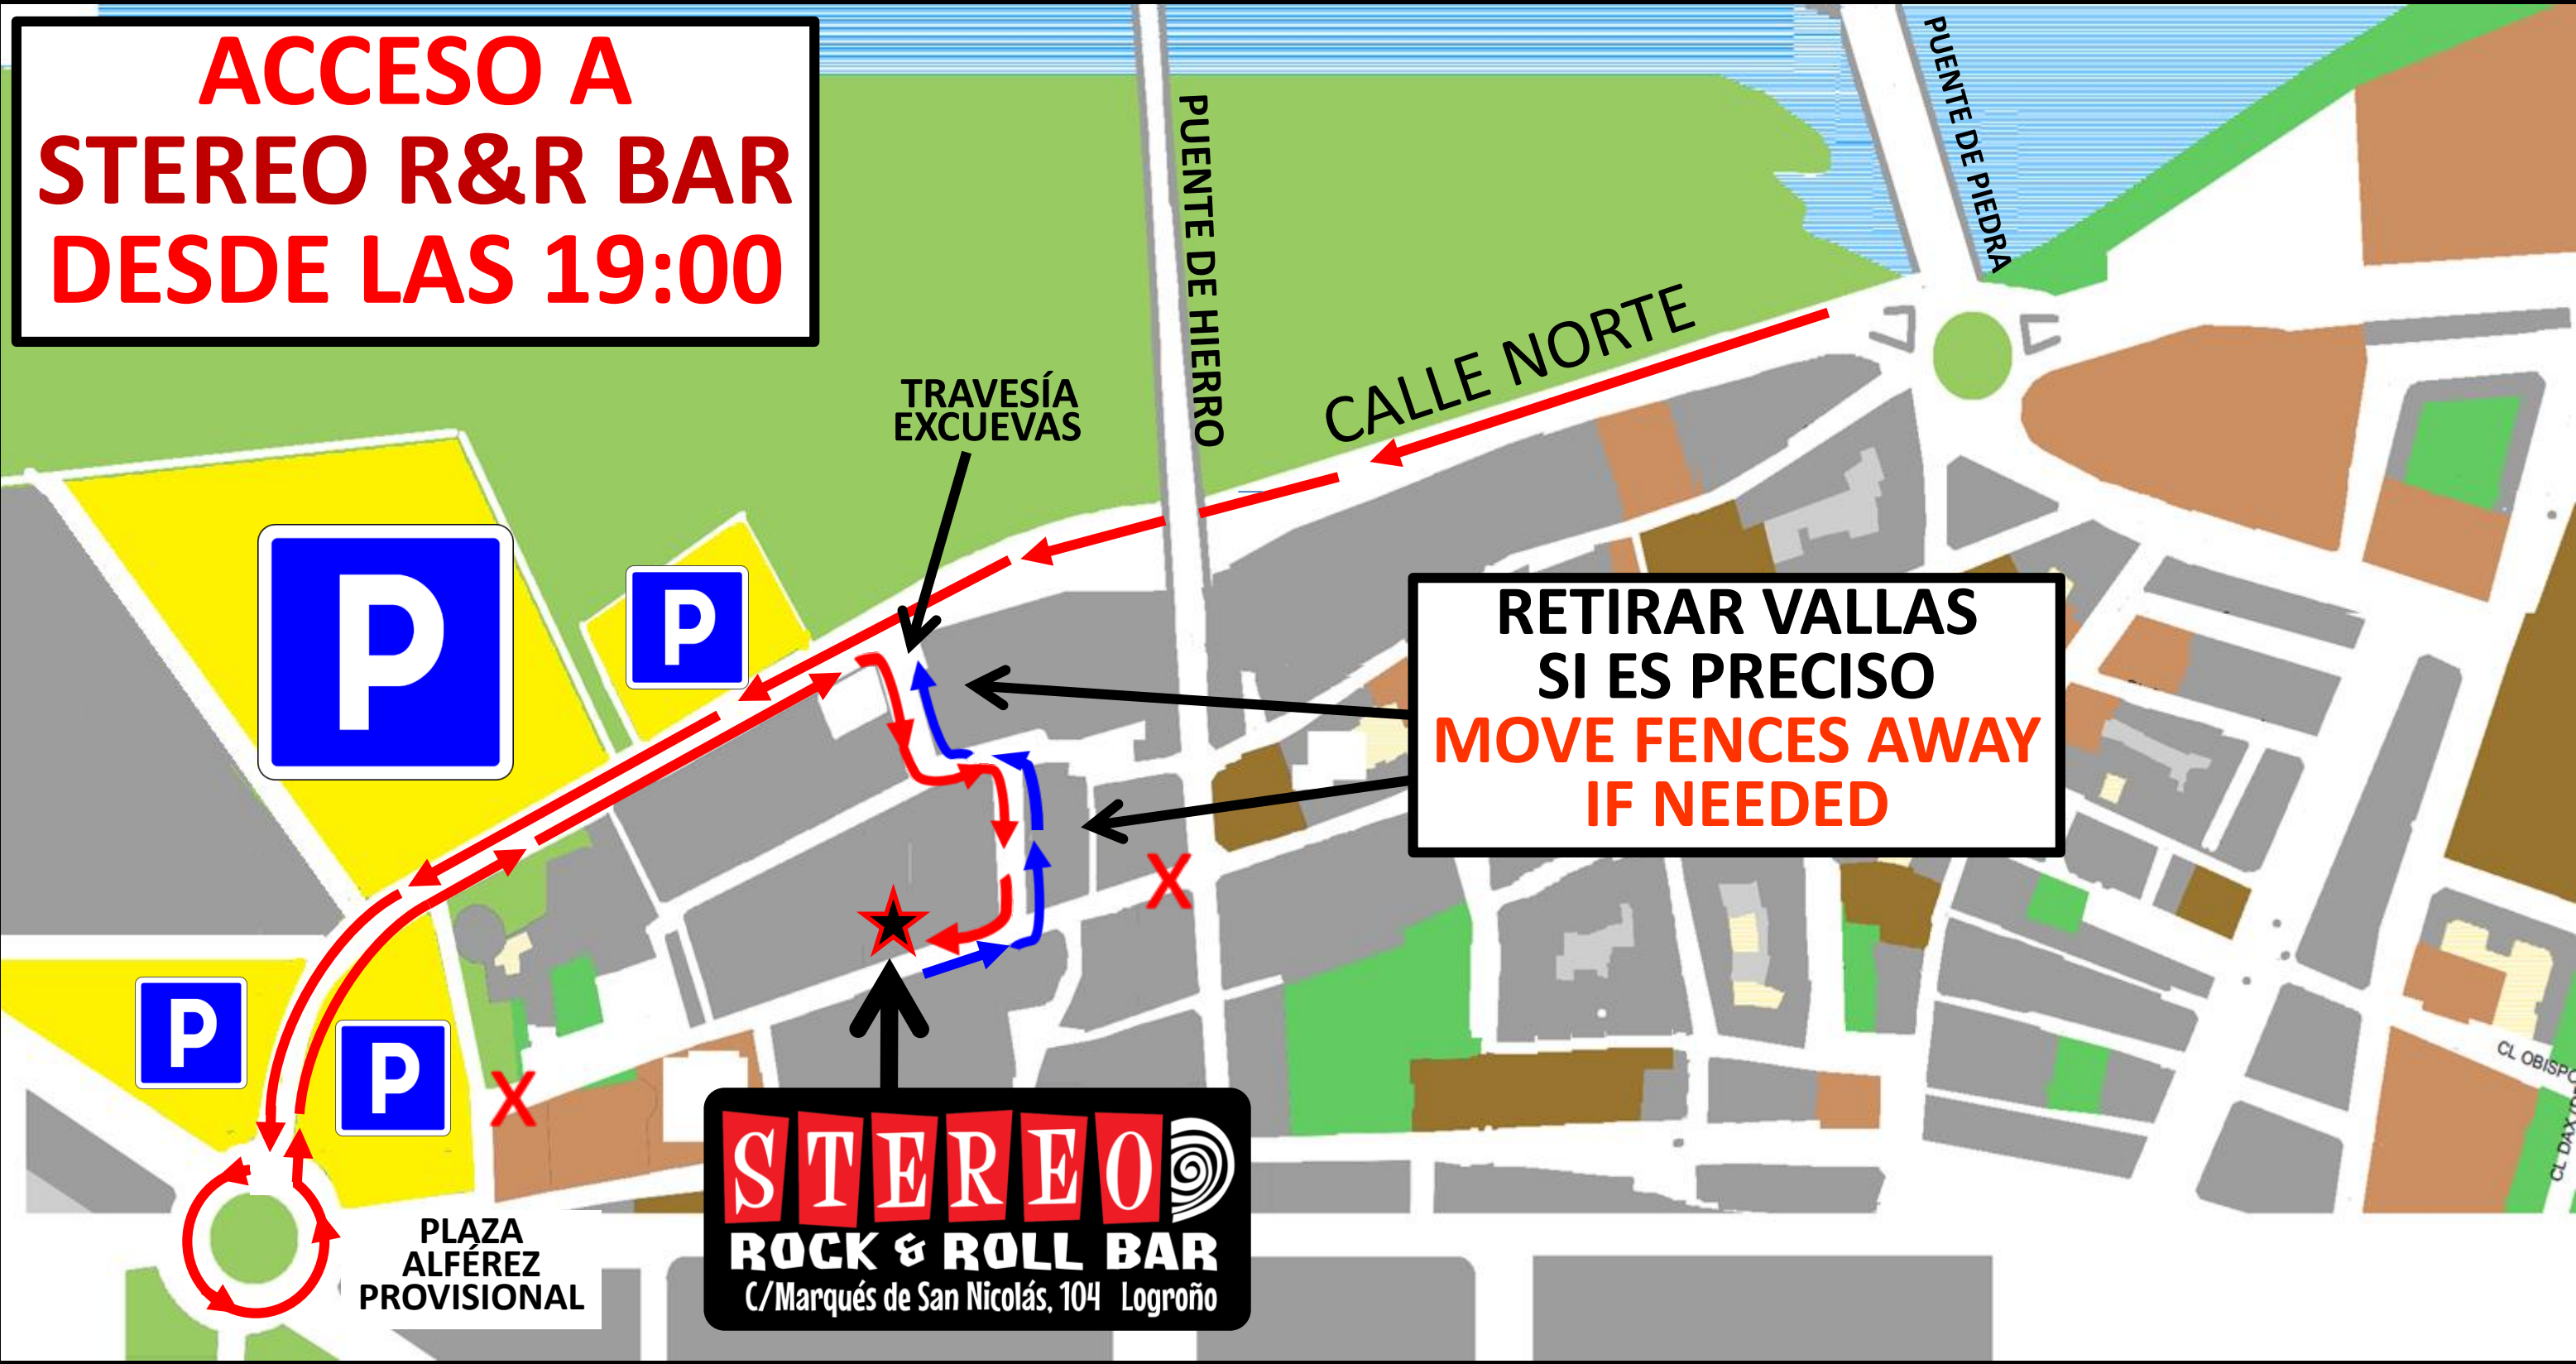 ACCESO A
STEREO R&R BAR
DESDE LAS 19:00
PUENTE DE HIERRO
PUENTE DE PIEDRA
CALLE NORTE
TRAVESÍA
EXCUEVAS
P
P
RETIRAR VALLAS
SI ES PRECISO
MOVE FENCES AWAY
IF NEEDED
X
P
P
X
CL OBISPO
PLAZA
ALFÉREZ
PROVISIONAL
STEREO
ROCK & ROLL BAR
C/Marqués de San Nicolás, 104 Logroño